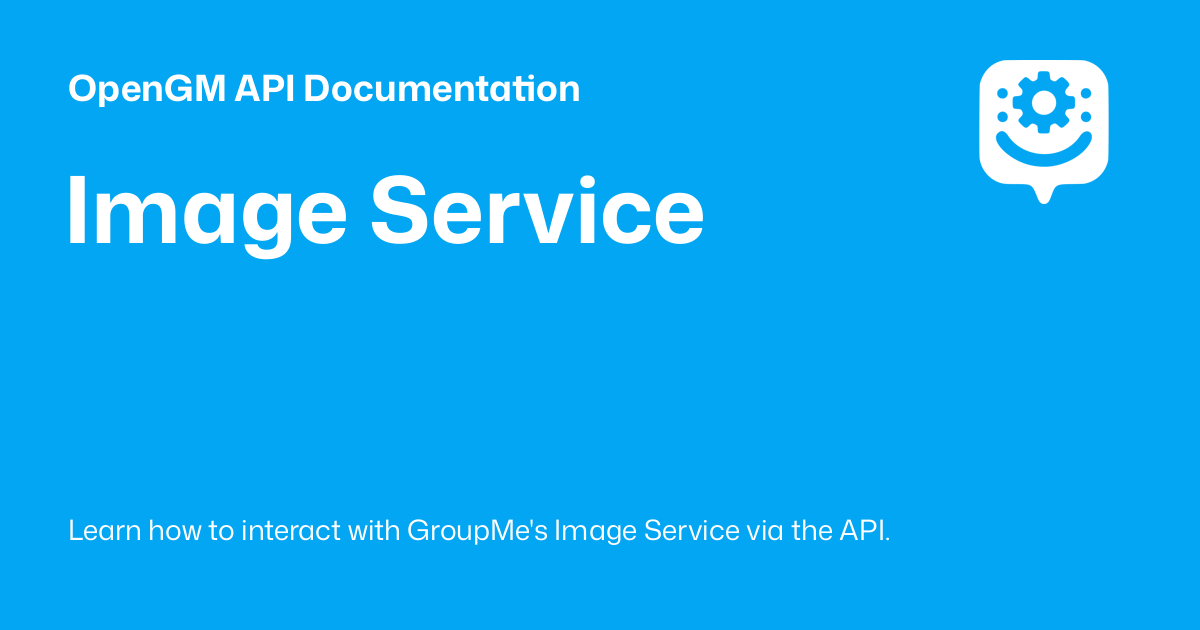 OpenGM API Documentation
Image Service
Learn how to interact with GroupMe's Image Service via the API.